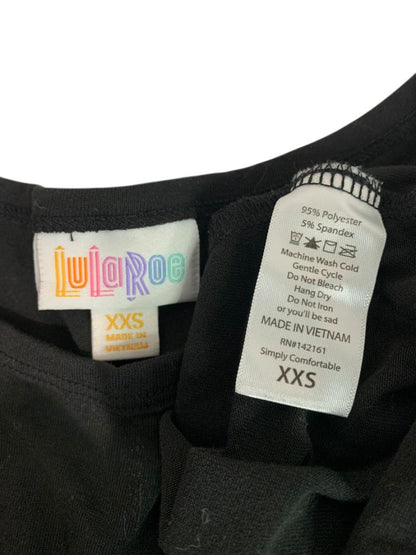 LuLaRoe
XXS
MADE IN
VIETNAM
95% Polyester
5% Spandex
Machine Wash Cold
Gentle Cycle
Do Not Bleach
Hang Dry
Do Not Iron
or you'll be sad
MADE IN VIETNAM
RN#142161
Simply Comfortable
XXS